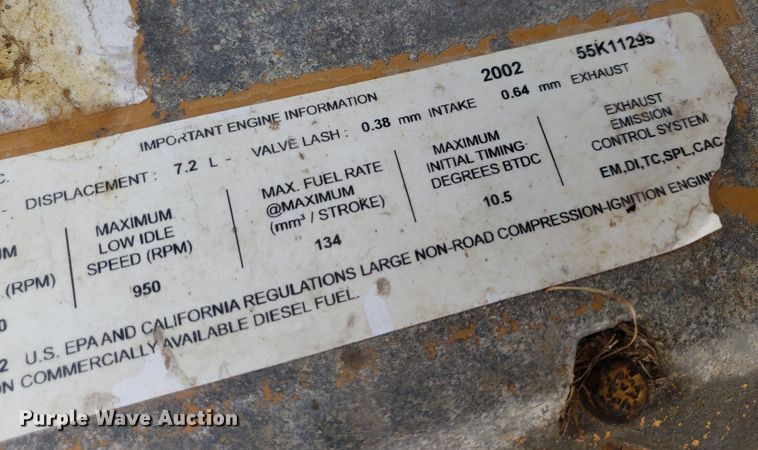 2002 55K11295
IMPORTANT ENGINE INFORMATION
C. DISPLACEMENT : 7.2 L - VALVE LASH : 0.38 mm INTAKE 0.64 mm EXHAUST
(RPM)
MAXIMUM
LOW IDLE
SPEED (RPM)
950
MAX. FUEL RATE
@MAXIMUM
(mm³ / STROKE)
134
MAXIMUM
INITIAL TIMING-
DEGREES BTDC
10.5
EXHAUST
EMISSION
CONTROL SYSTEM
EM,DI,TC,SPL,CAC
2 U.S. EPA AND CALIFORNIA REGULATIONS LARGE NON-ROAD COMPRESSION-IGNITION ENGINE
ON COMMERCIALLY AVAILABLE DIESEL FUEL.
Purple Wave Auction